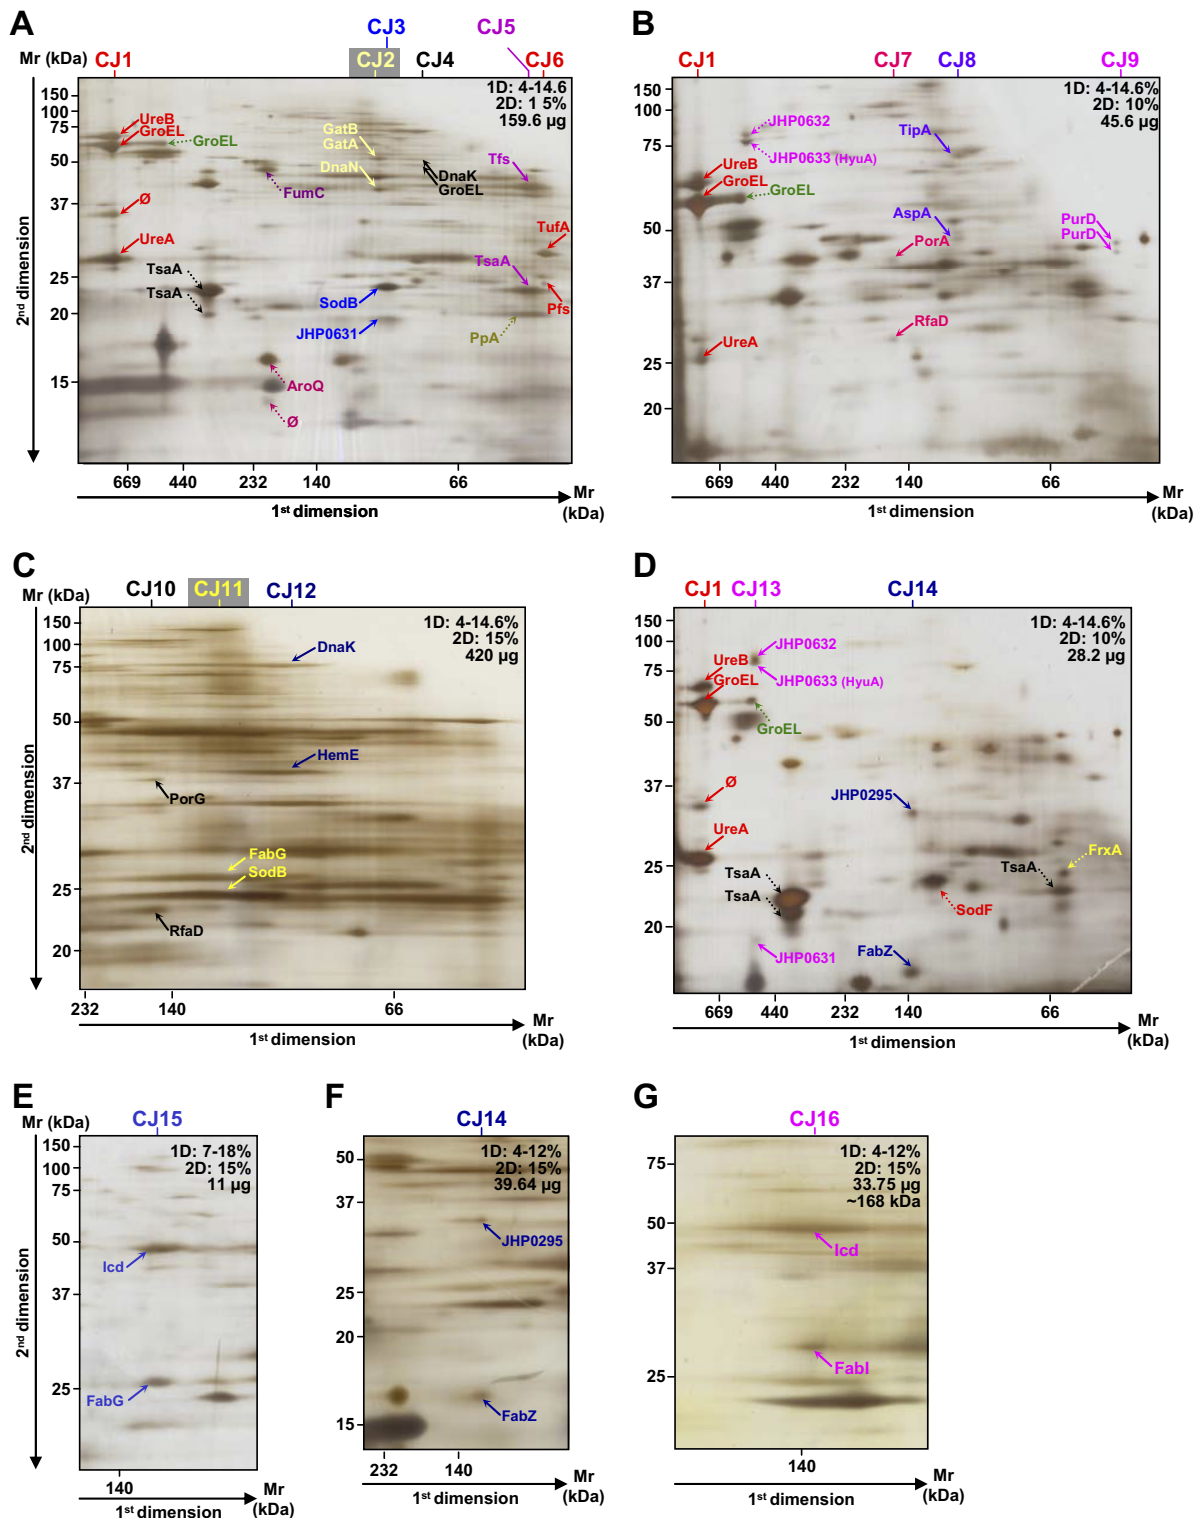 A
CJ3
CJ5
Mr (kDa)
CJ1
CJ2
CJ4
CJ6
150
100
75
50
37
25
20
15
1D: 4-14.6
2D: 1 5%
159.6 µg
UreB
GroEL
GroEL
GatB
GatA
DnaN
Tfs
DnaK
GroEL
FumC
Ø
UreA
TufA
TsaA
TsaA
TsaA
SodB
Pfs
JHP0631
PpA
AroQ
Ø
2nd dimension
669
440
232
140
66
Mr
(kDa)
1st dimension
B
CJ1
CJ7
CJ8
CJ9
150
100
75
50
37
25
20
1D: 4-14.6%
2D: 10%
45.6 µg
JHP0632
JHP0633 (HyuA)
TipA
UreB
GroEL
GroEL
AspA
PorA
PurD
PurD
RfaD
UreA
669
440
232
140
66
Mr
(kDa)
1st dimension
C
Mr (kDa)
CJ10
CJ11
CJ12
150
100
75
50
37
25
20
1D: 4-14.6%
2D: 15%
420 µg
DnaK
HemE
PorG
FabG
SodB
RfaD
2nd dimension
232
140
66
Mr
(kDa)
1st dimension
D
CJ1
CJ13
CJ14
150
100
75
50
37
25
20
1D: 4-14.6%
2D: 10%
28.2 µg
JHP0632
UreB
JHP0633 (HyuA)
GroEL
GroEL
Ø
JHP0295
UreA
FrxA
TsaA
TsaA
TsaA
SodF
JHP0631
FabZ
669
440
232
140
66
Mr
(kDa)
1st dimension
E
Mr (kDa)
CJ15
150
100
75
50
37
25
1D: 7-18%
2D: 15%
11 µg
Icd
FabG
2nd dimension
140
Mr
(kDa)
1st dimension
F
CJ14
50
37
25
20
15
1D: 4-12%
2D: 15%
39.64 µg
JHP0295
FabZ
232
140
Mr
(kDa)
1st dimension
G
CJ16
75
50
37
25
1D: 4-12%
2D: 15%
33.75 µg
~168 kDa
Icd
FabI
140
Mr
(kDa)
1st dimension